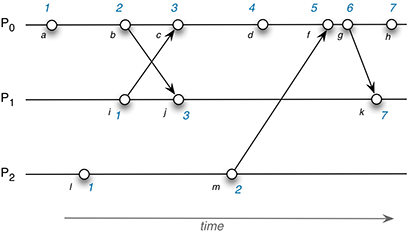 1 2 3 4 5 6 7
P0
a b c d f g h
P1
i 1 j 3 k 7
P2
l 1 m 2
time